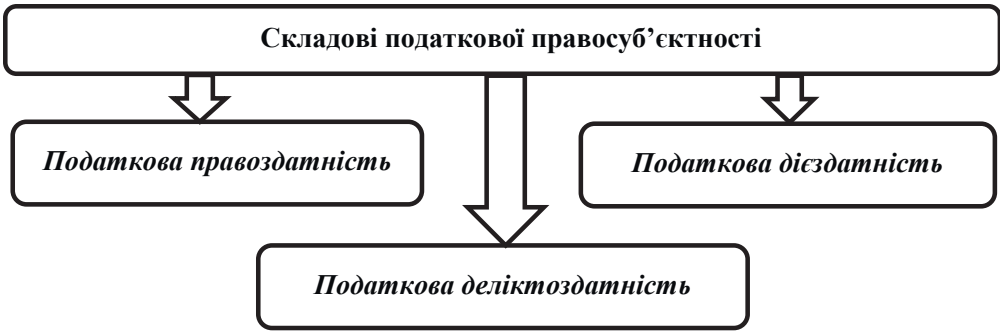 Складові податкової правосуб’єктності
Податкова правоздатність
Податкова дієздатність
Податкова деліктоздатність